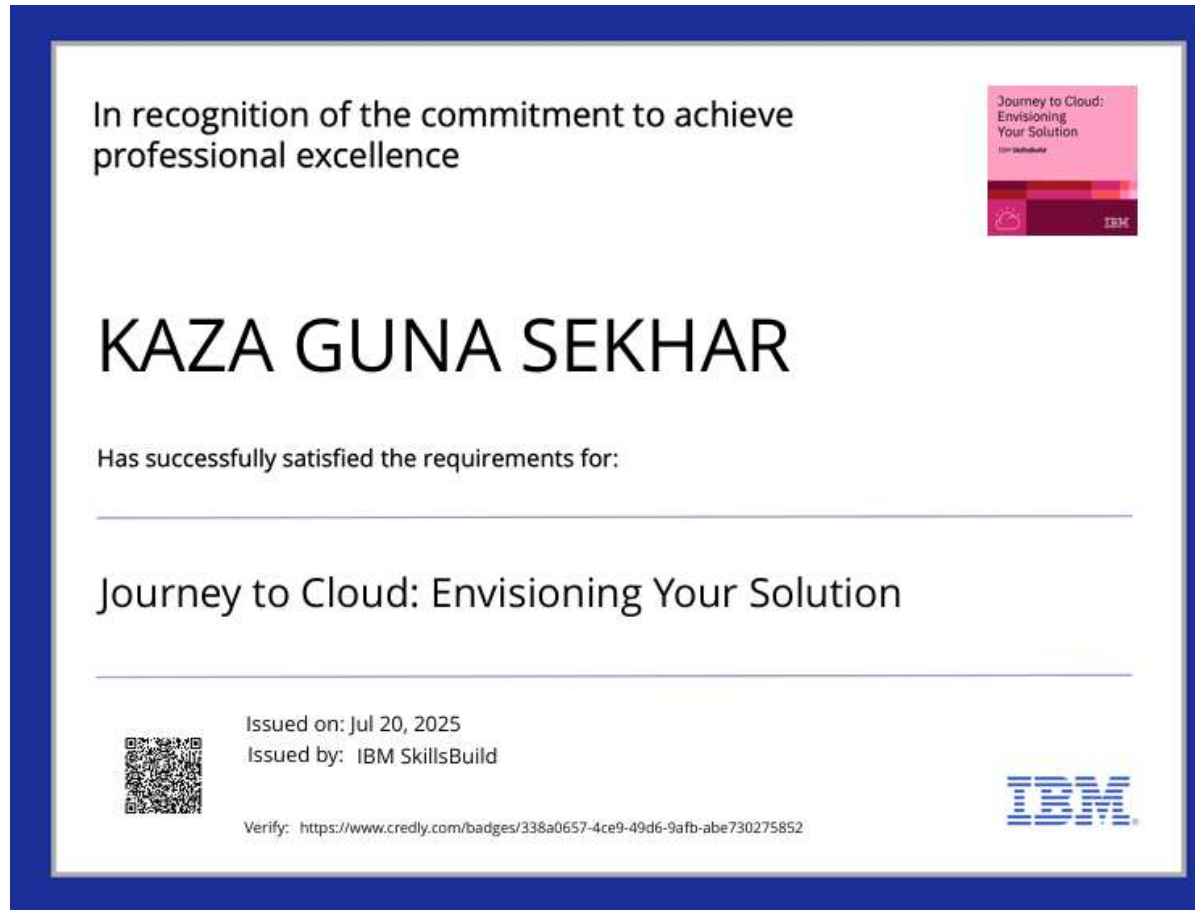 In recognition of the commitment to achieve
professional excellence
Journey to Cloud:
Envisioning
Your Solution
IBM SkillsBuild
IBM
KAZA GUNA SEKHAR
Has successfully satisfied the requirements for:
Journey to Cloud: Envisioning Your Solution
Issued on: Jul 20, 2025
Issued by: IBM SkillsBuild
Verify: https://www.credly.com/badges/338a0657-4ce9-49d6-9afb-abe730275852
IBM®